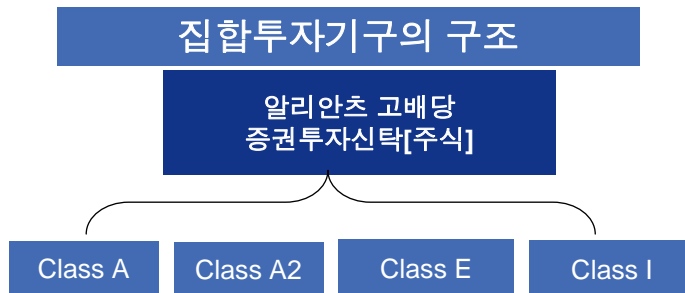 집합투자기구의 구조
알리안츠 고배당
증권투자신탁[주식]
Class A
Class A2
Class E
Class I